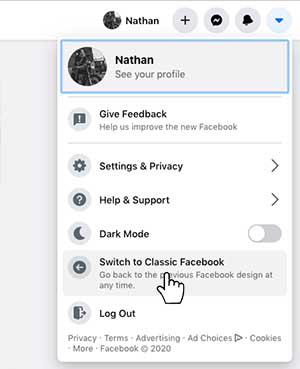 Nathan
Nathan
See your profile
Give Feedback
Help us improve the new Facebook
Settings & Privacy
Help & Support
Dark Mode
Switch to Classic Facebook
Go back to the previous Facebook design at
any time.
Log Out
Privacy · Terms · Advertising · Ad Choices · Cookies
· More · Facebook © 2020